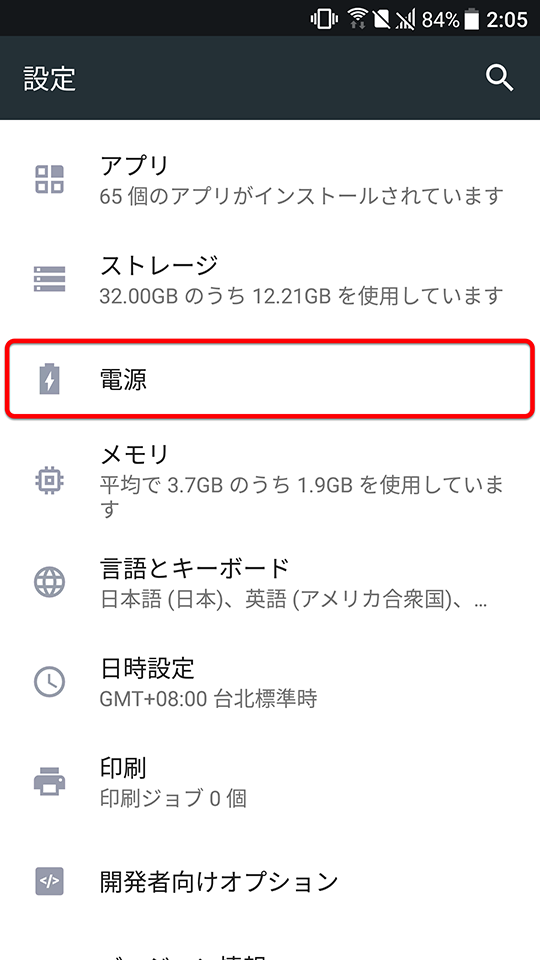 84% 2:05
設定
アプリ
65 個のアプリがインストールされています
ストレージ
32.00GB のうち 12.21GB を使用しています
電源
メモリ
平均で 3.7GB のうち 1.9GB を使用していま
す
言語とキーボード
日本語 (日本)、英語 (アメリカ合衆国)、...
日時設定
GMT+08:00 台北標準時
印刷
印刷ジョブ 0 個
</>
開発者向けオプション